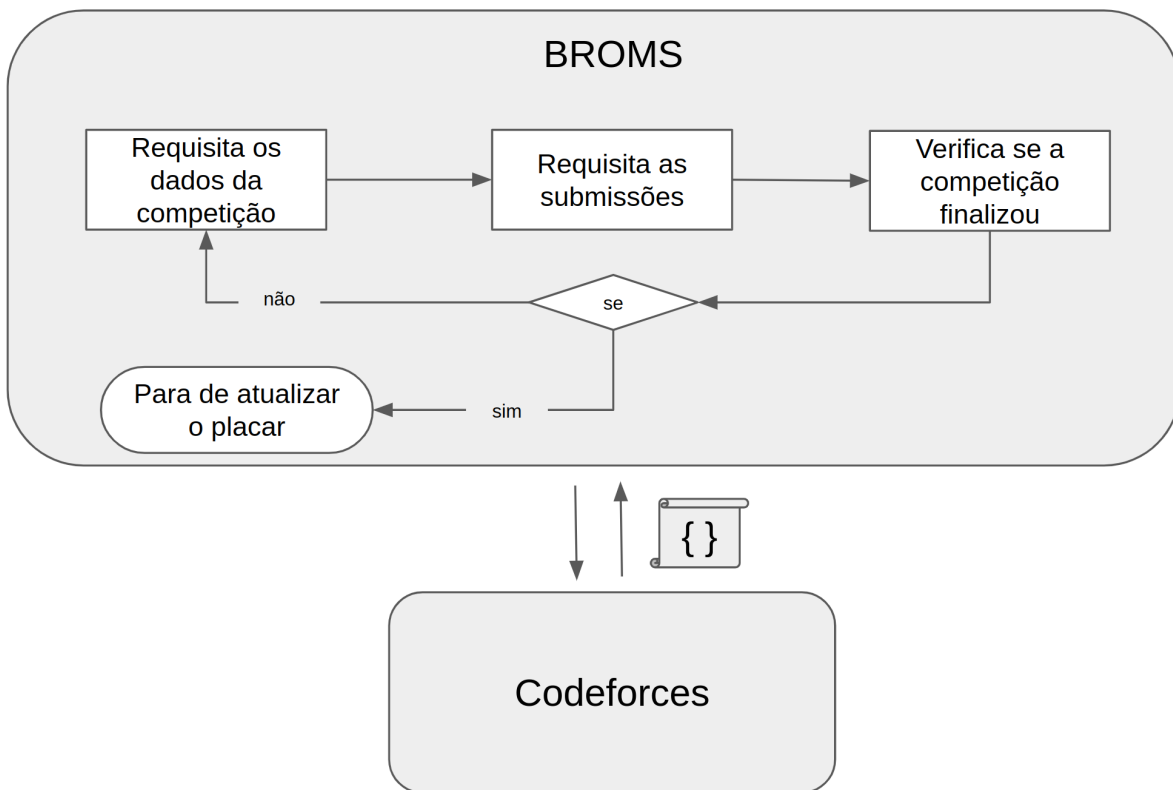 BROMS
Requisita os
dados da
competição
Requisita as
submissões
Verifica se a
competição
finalizou
não
se
Para de atualizar
o placar
sim
{ }
Codeforces